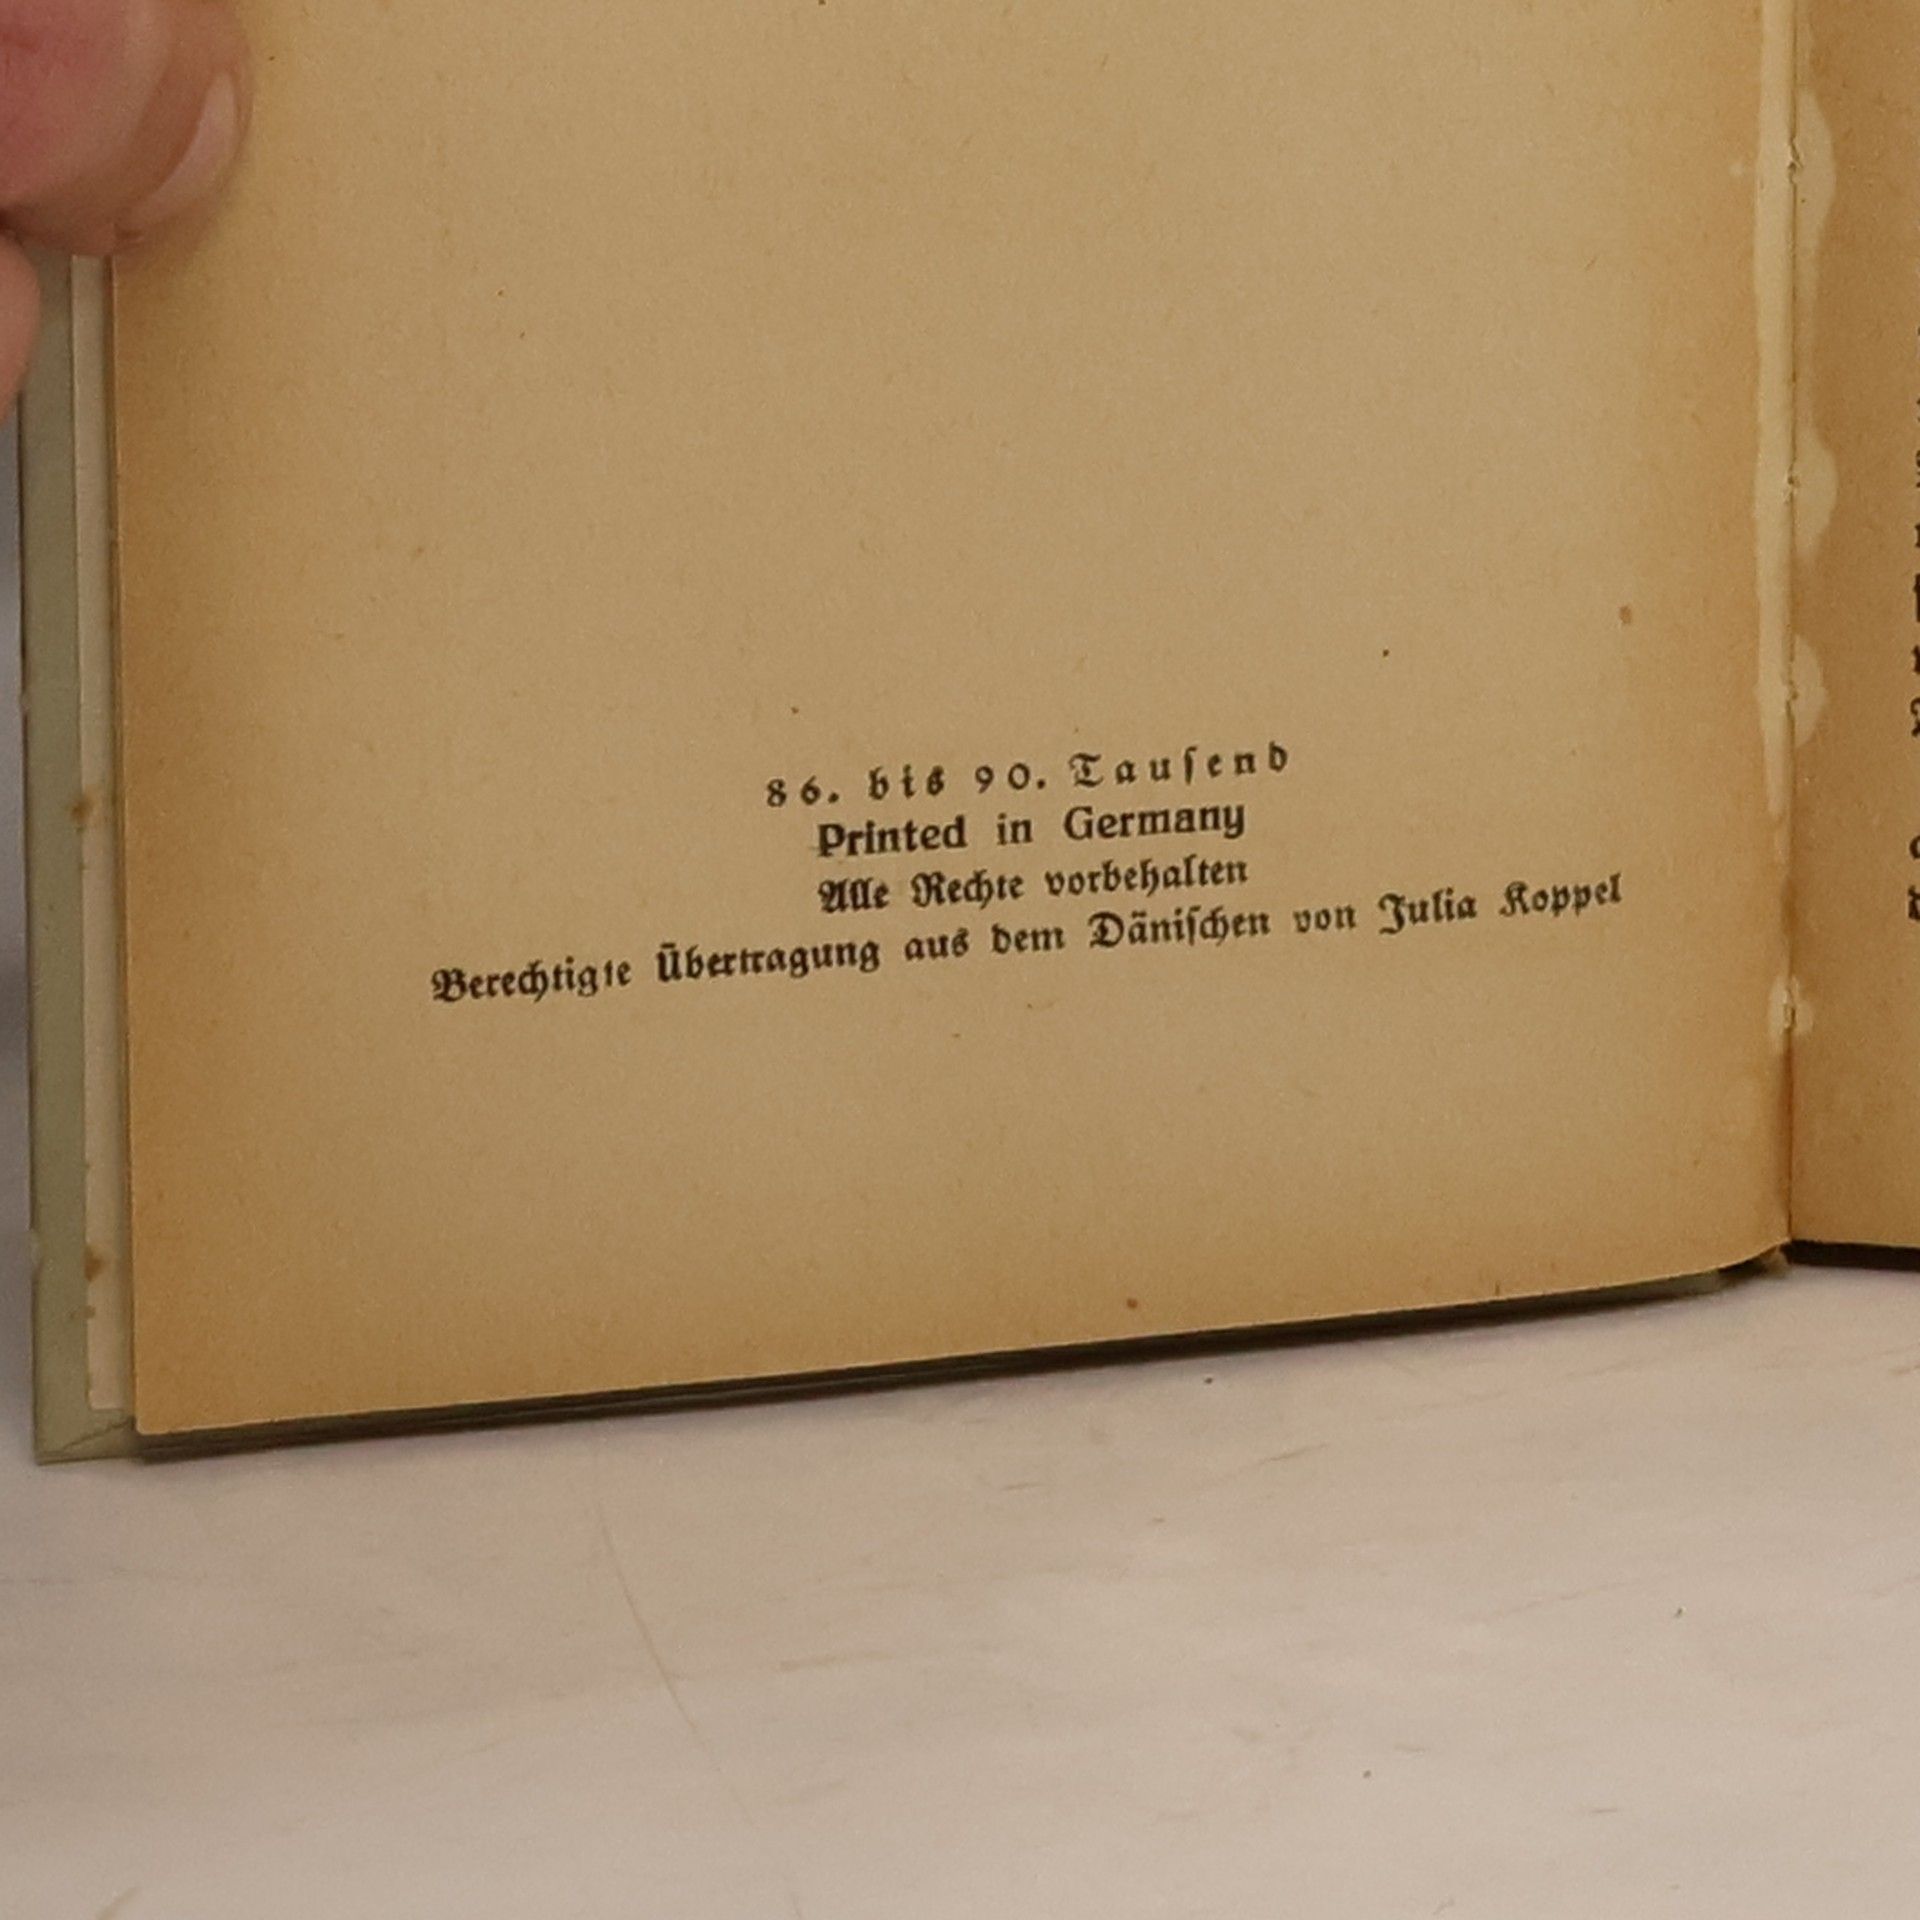 86. bis 90. Tausend
Printed in Germany
Alle Rechte vorbehalten
Berechtigte Übertragung aus dem Dänischen von Julia Koppel